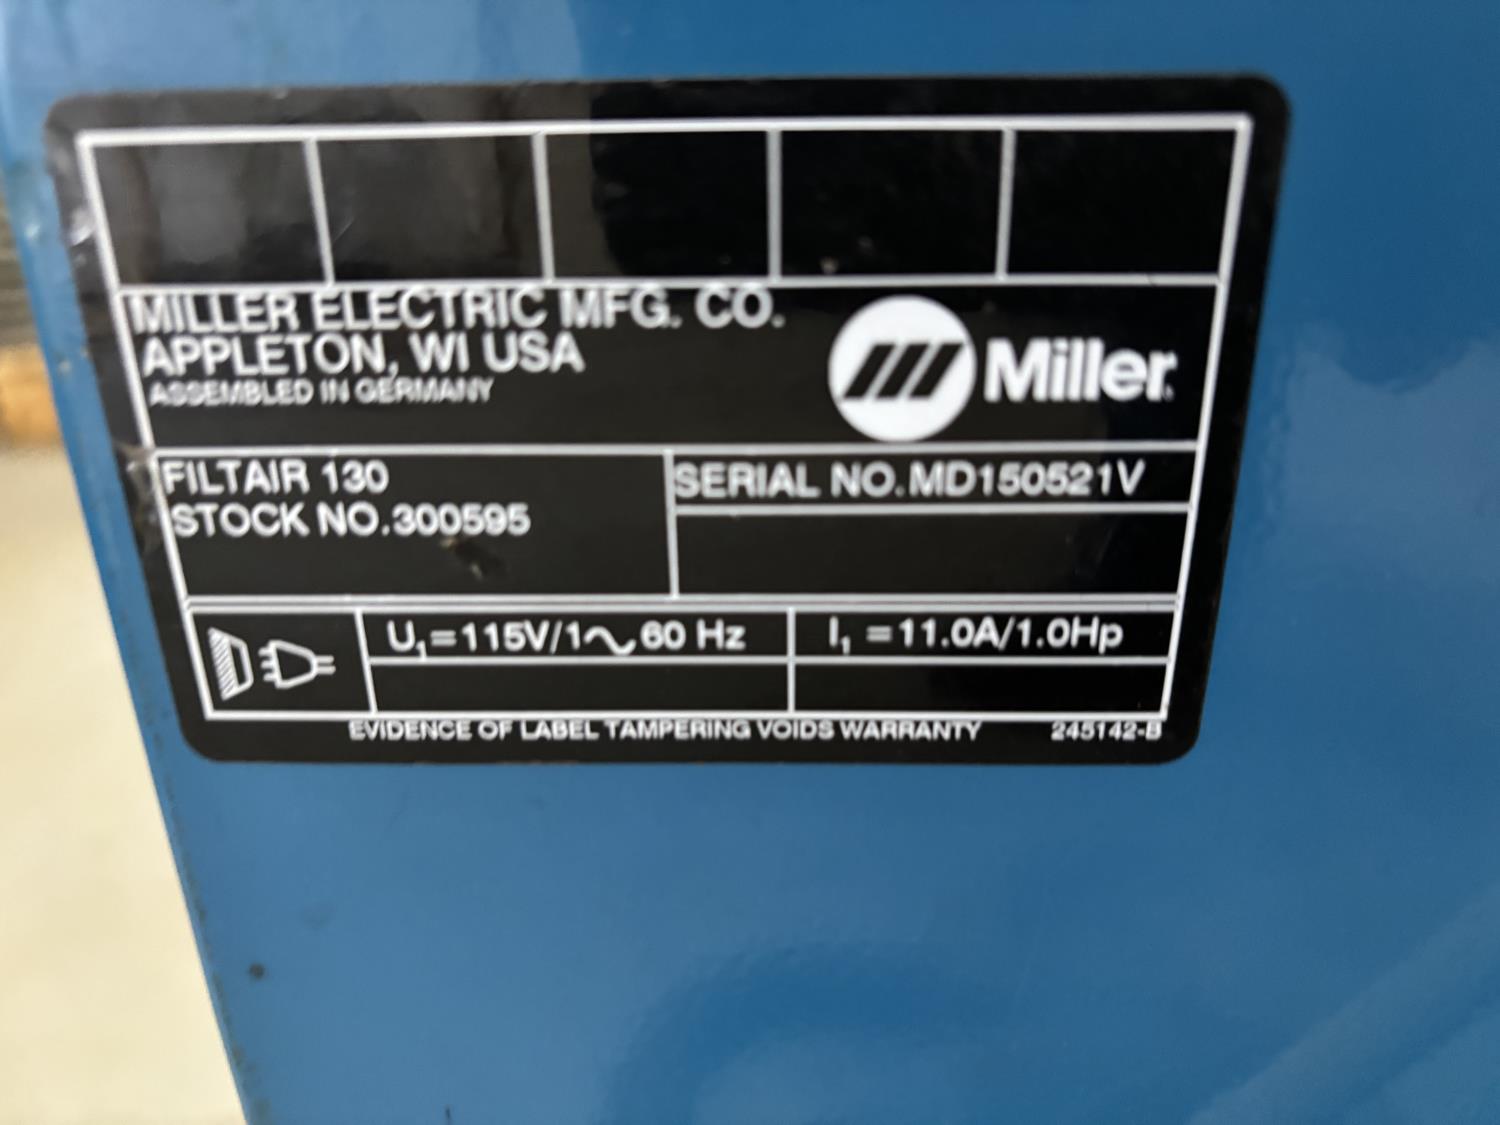 MILLER ELECTRIC MFG. CO.
APPLETON, WI USA
ASSEMBLED IN GERMANY
Miller
FILTAIR 130
STOCK NO.300595
SERIAL NO.MD150521V
U₁=115V/1∿60 Hz
I₁ =11.0A/1.0Hp
EVIDENCE OF LABEL TAMPERING VOIDS WARRANTY
245142-B